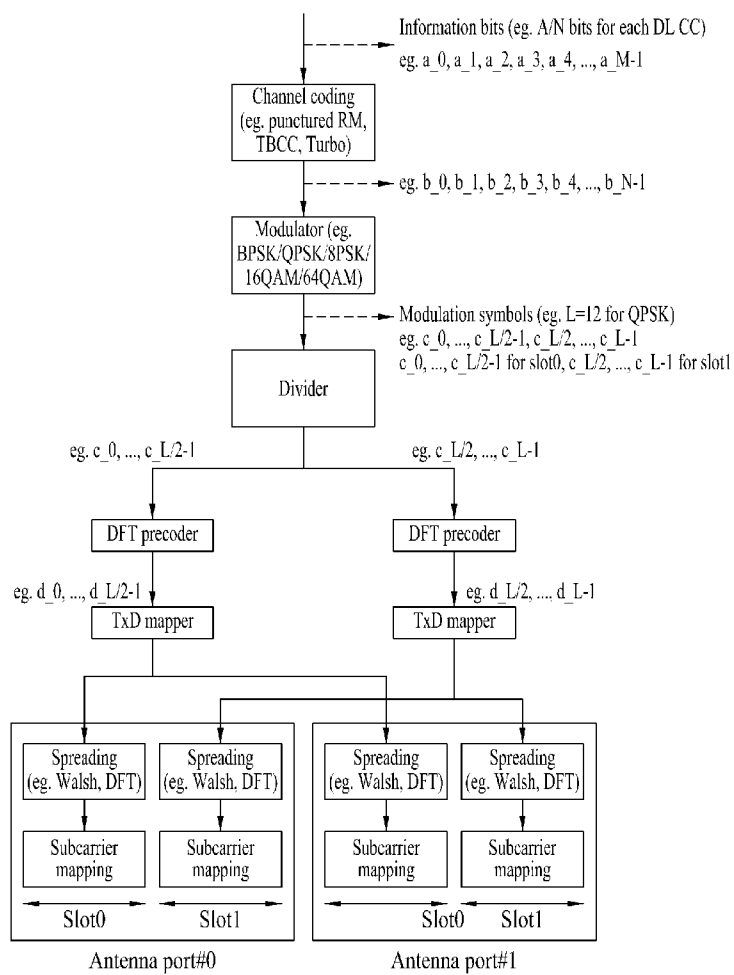 Information bits (eg. A/N bits for each DL CC)
eg. a_0, a_1, a_2, a_3, a_4, ..., a_M-1
Channel coding
(eg. punctured RM,
TBCC, Turbo)
eg. b_0, b_1, b_2, b_3, b_4, ..., b_N-1
Modulator (eg.
BPSK/QPSK/8PSK/
16QAM/64QAM)
Modulation symbols (eg. L=12 for QPSK)
eg. c_0, ..., c_L/2-1, c_L/2, ..., c_L-1
c_0, ..., c_L/2-1 for slot0, c_L/2, ..., c_L-1 for slot1
Divider
eg. c_0, ..., c_L/2-1
eg. c_L/2, ..., c_L-1
DFT precoder
DFT precoder
eg. d_0, ..., d_L/2-1
eg. d_L/2, ..., d_L-1
TxD mapper
TxD mapper
Spreading
(eg. Walsh, DFT)
Spreading
(eg. Walsh, DFT)
Spreading
(eg. Walsh, DFT)
Spreading
(eg. Walsh, DFT)
Subcarrier
mapping
Subcarrier
mapping
Subcarrier
mapping
Subcarrier
mapping
Slot0
Slot1
Slot0
Slot1
Antenna port#0
Antenna port#1